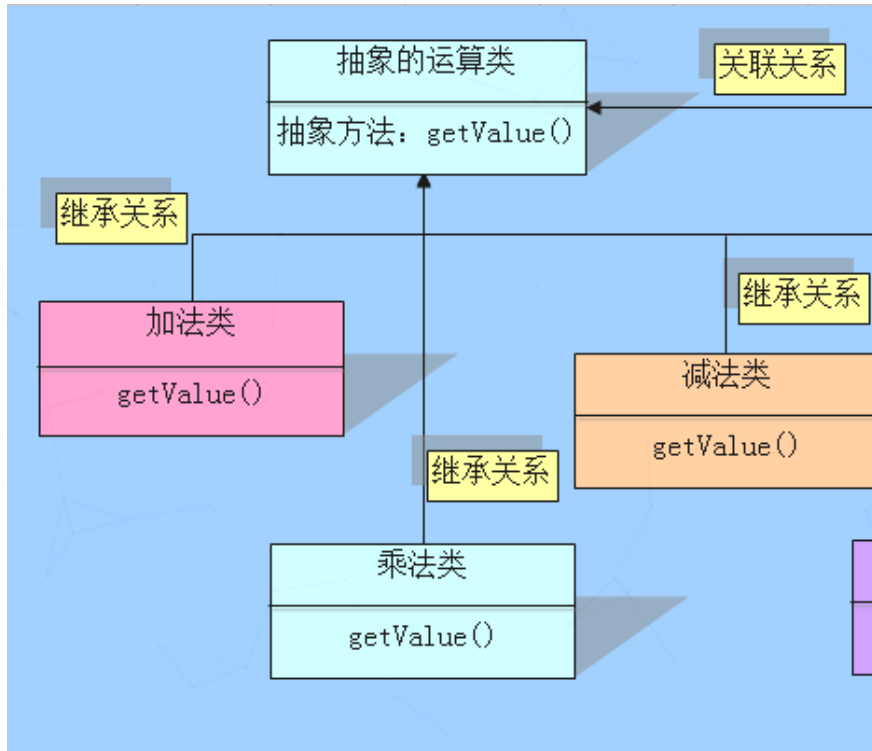 抽象的运算类
抽象方法：getValue()
关联关系
继承关系
加法类
getValue()
继承关系
减法类
getValue()
继承关系
乘法类
getValue()